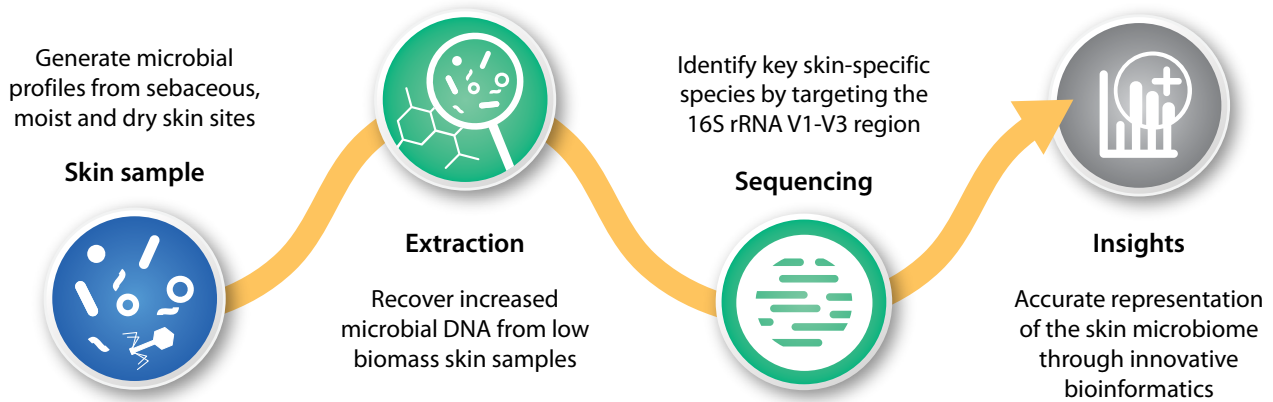 Generate microbial
profiles from sebaceous,
moist and dry skin sites
Skin sample
Extraction
Recover increased
microbial DNA from low
biomass skin samples
Identify key skin-specific
species by targeting the
16S rRNA V1-V3 region
Sequencing
Insights
Accurate representation
of the skin microbiome
through innovative
bioinformatics